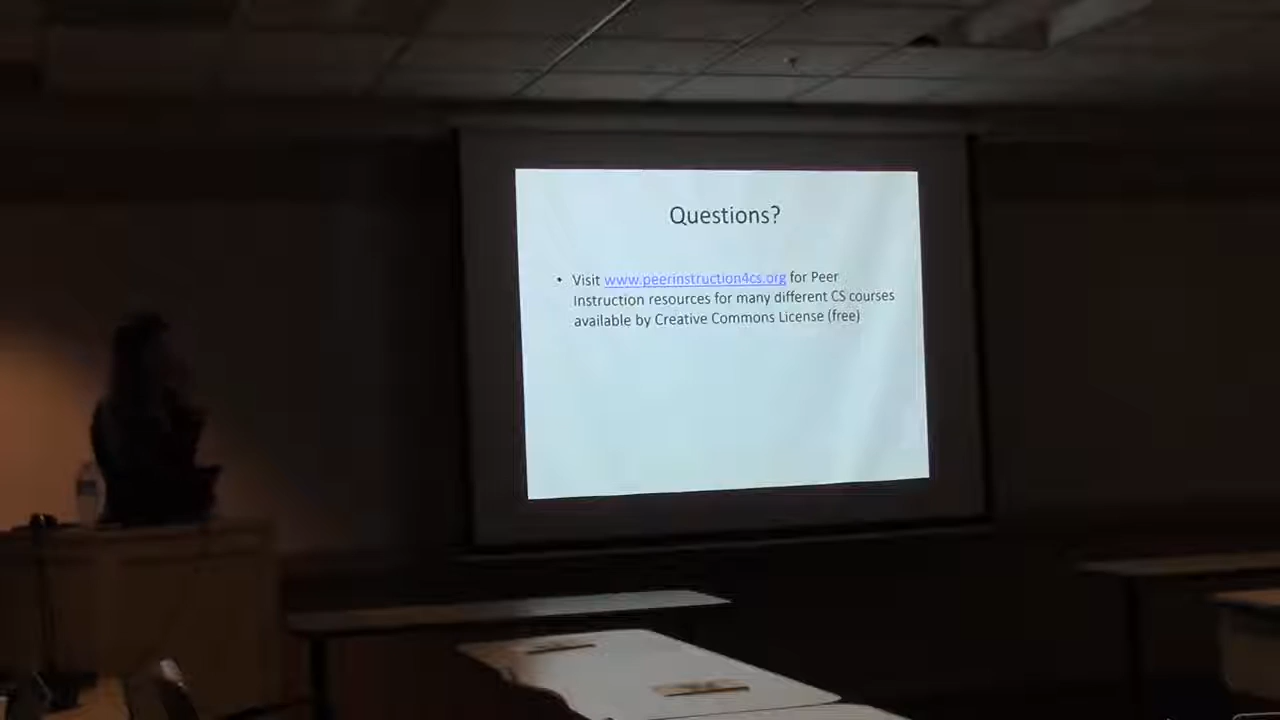 Questions?
• Visit www.peerinstruction4cs.org for Peer
Instruction resources for many different CS courses
available by Creative Commons License (free)